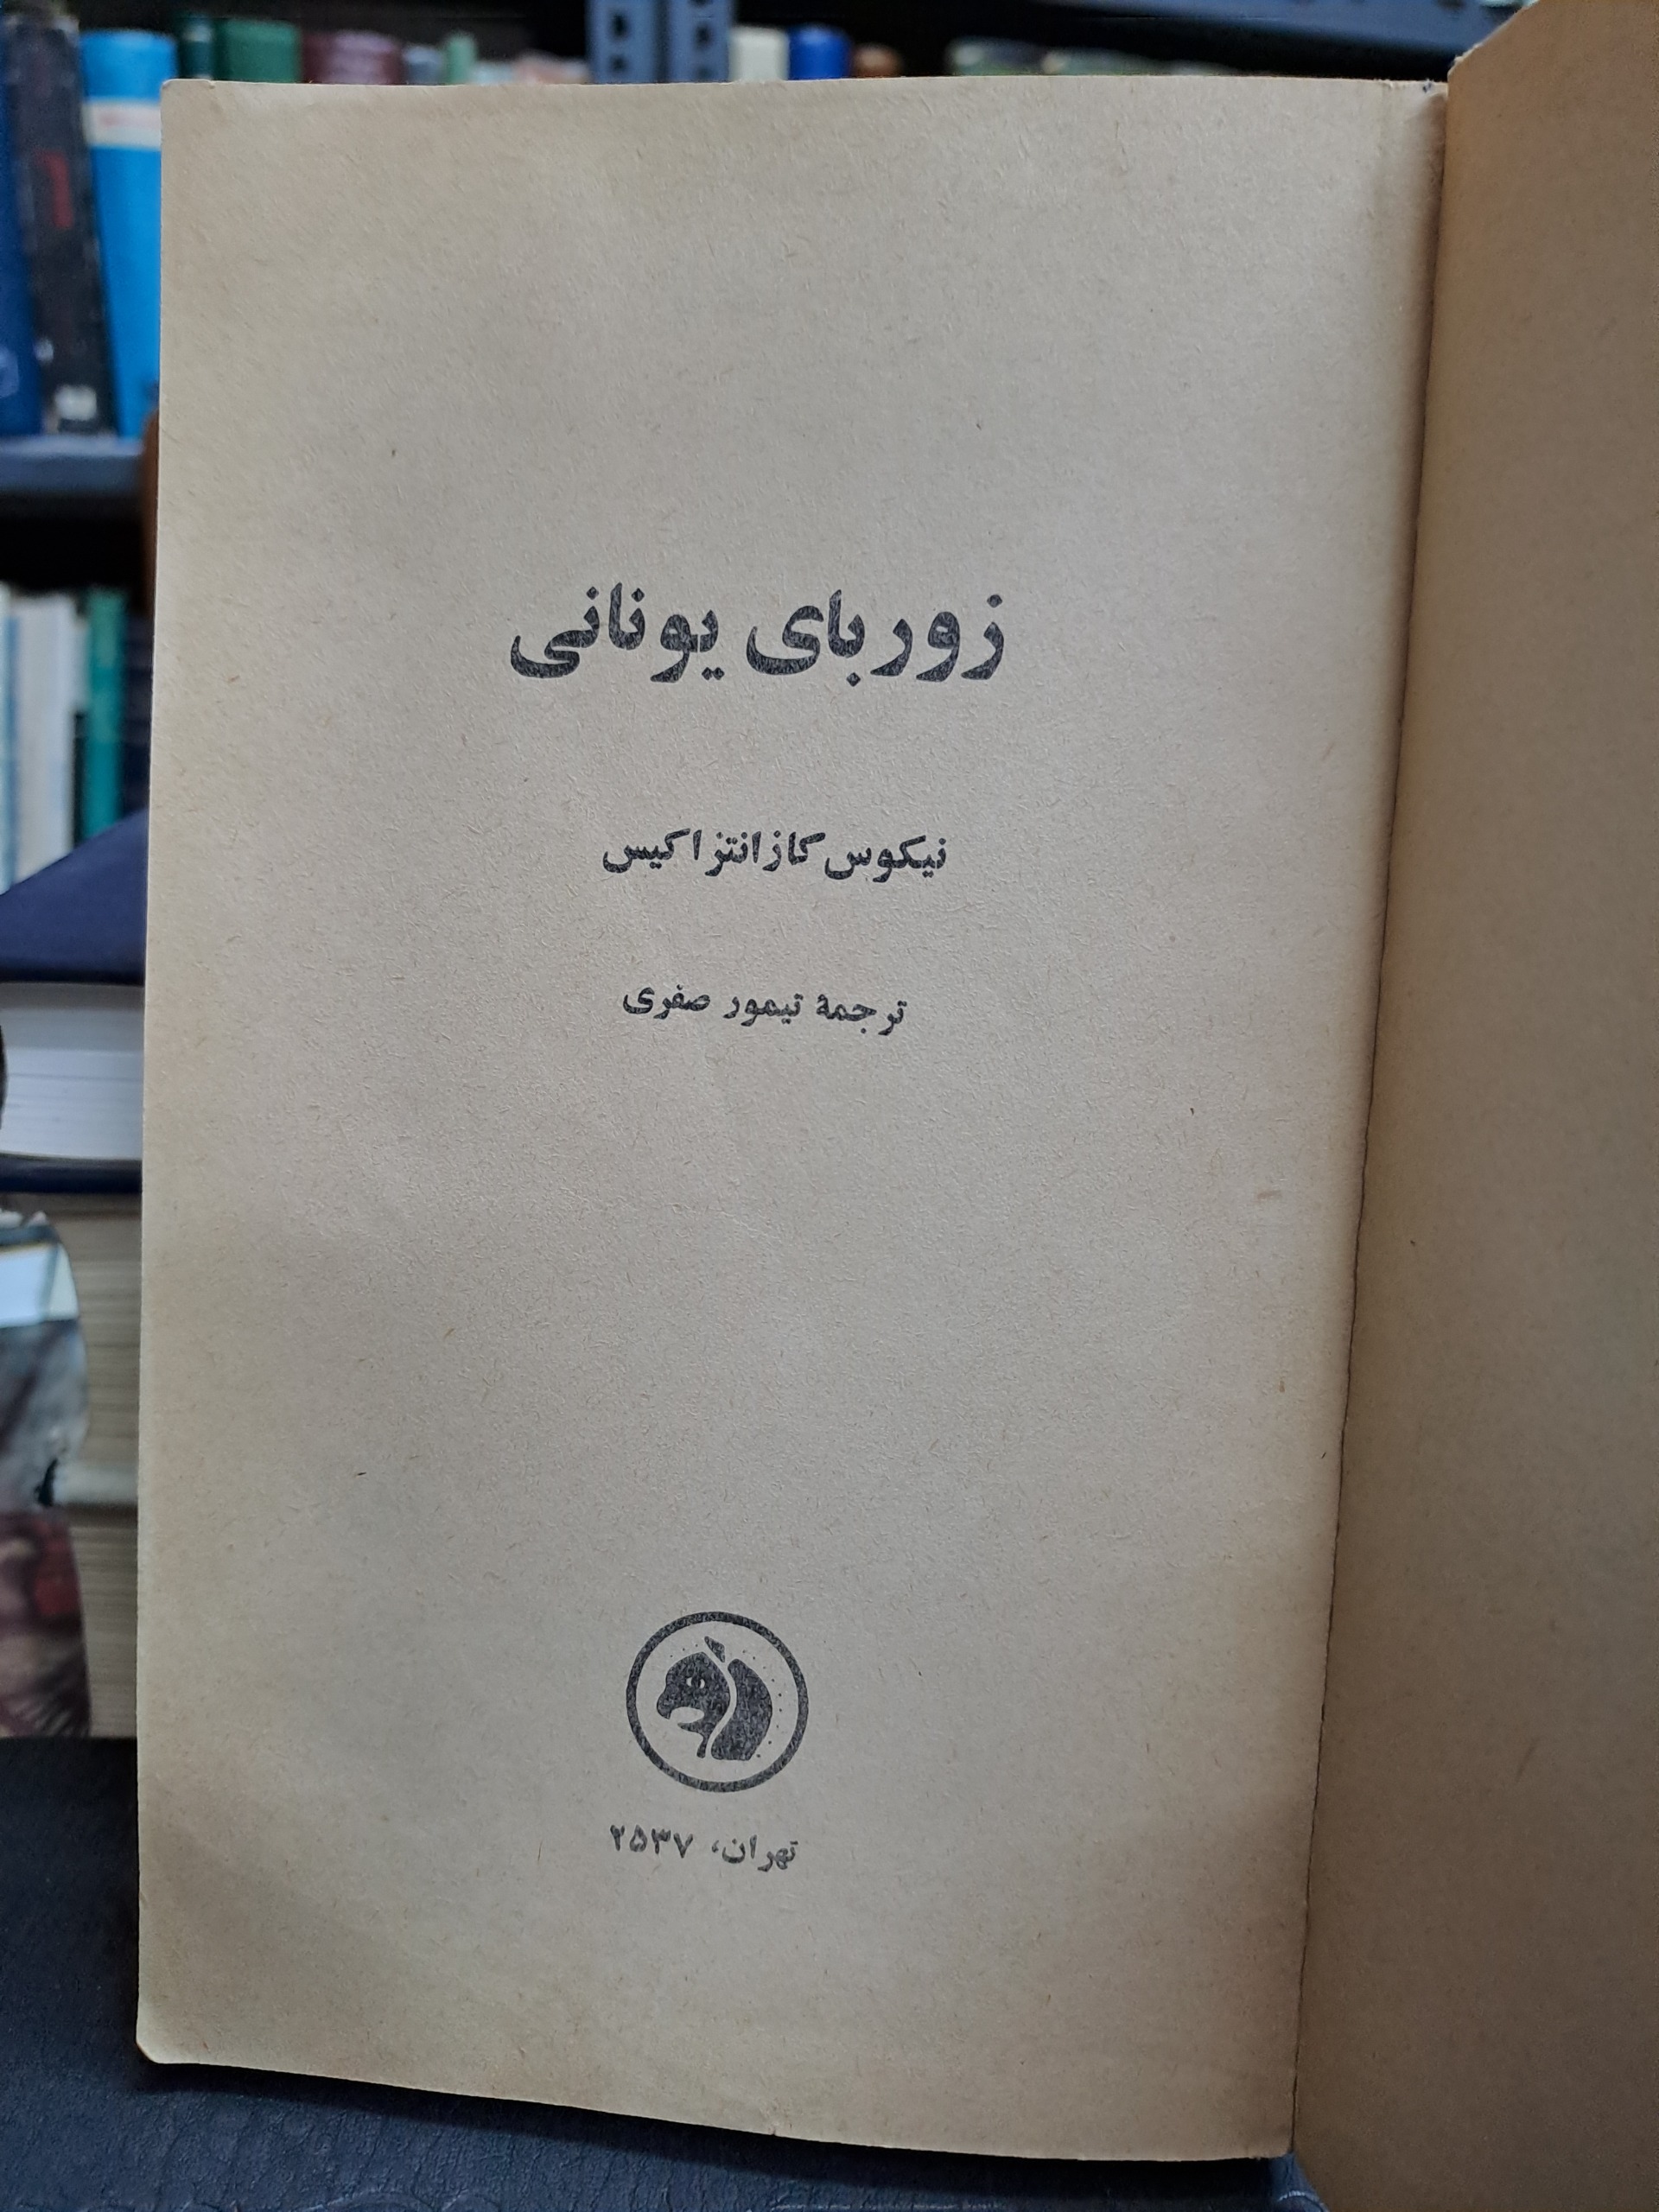 زوربای یونانی
نیکوس کازانتزاکیس
ترجمهٔ تیمور صفری
تهران، ۲۵۳۷